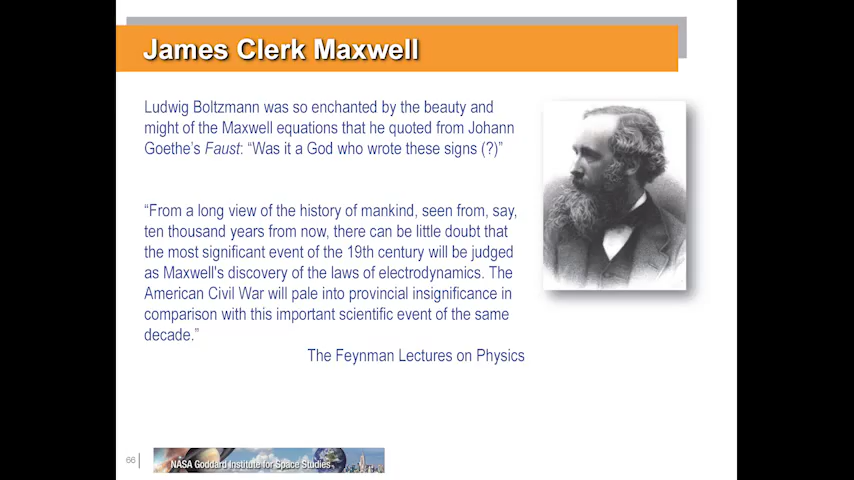 James Clerk Maxwell
Ludwig Boltzmann was so enchanted by the beauty and
might of the Maxwell equations that he quoted from Johann
Goethe’s Faust: “Was it a God who wrote these signs (?)”
“From a long view of the history of mankind, seen from, say,
ten thousand years from now, there can be little doubt that
the most significant event of the 19th century will be judged
as Maxwell's discovery of the laws of electrodynamics. The
American Civil War will pale into provincial insignificance in
comparison with this important scientific event of the same
decade.”
The Feynman Lectures on Physics
66
NASA Goddard Institute for Space Studies